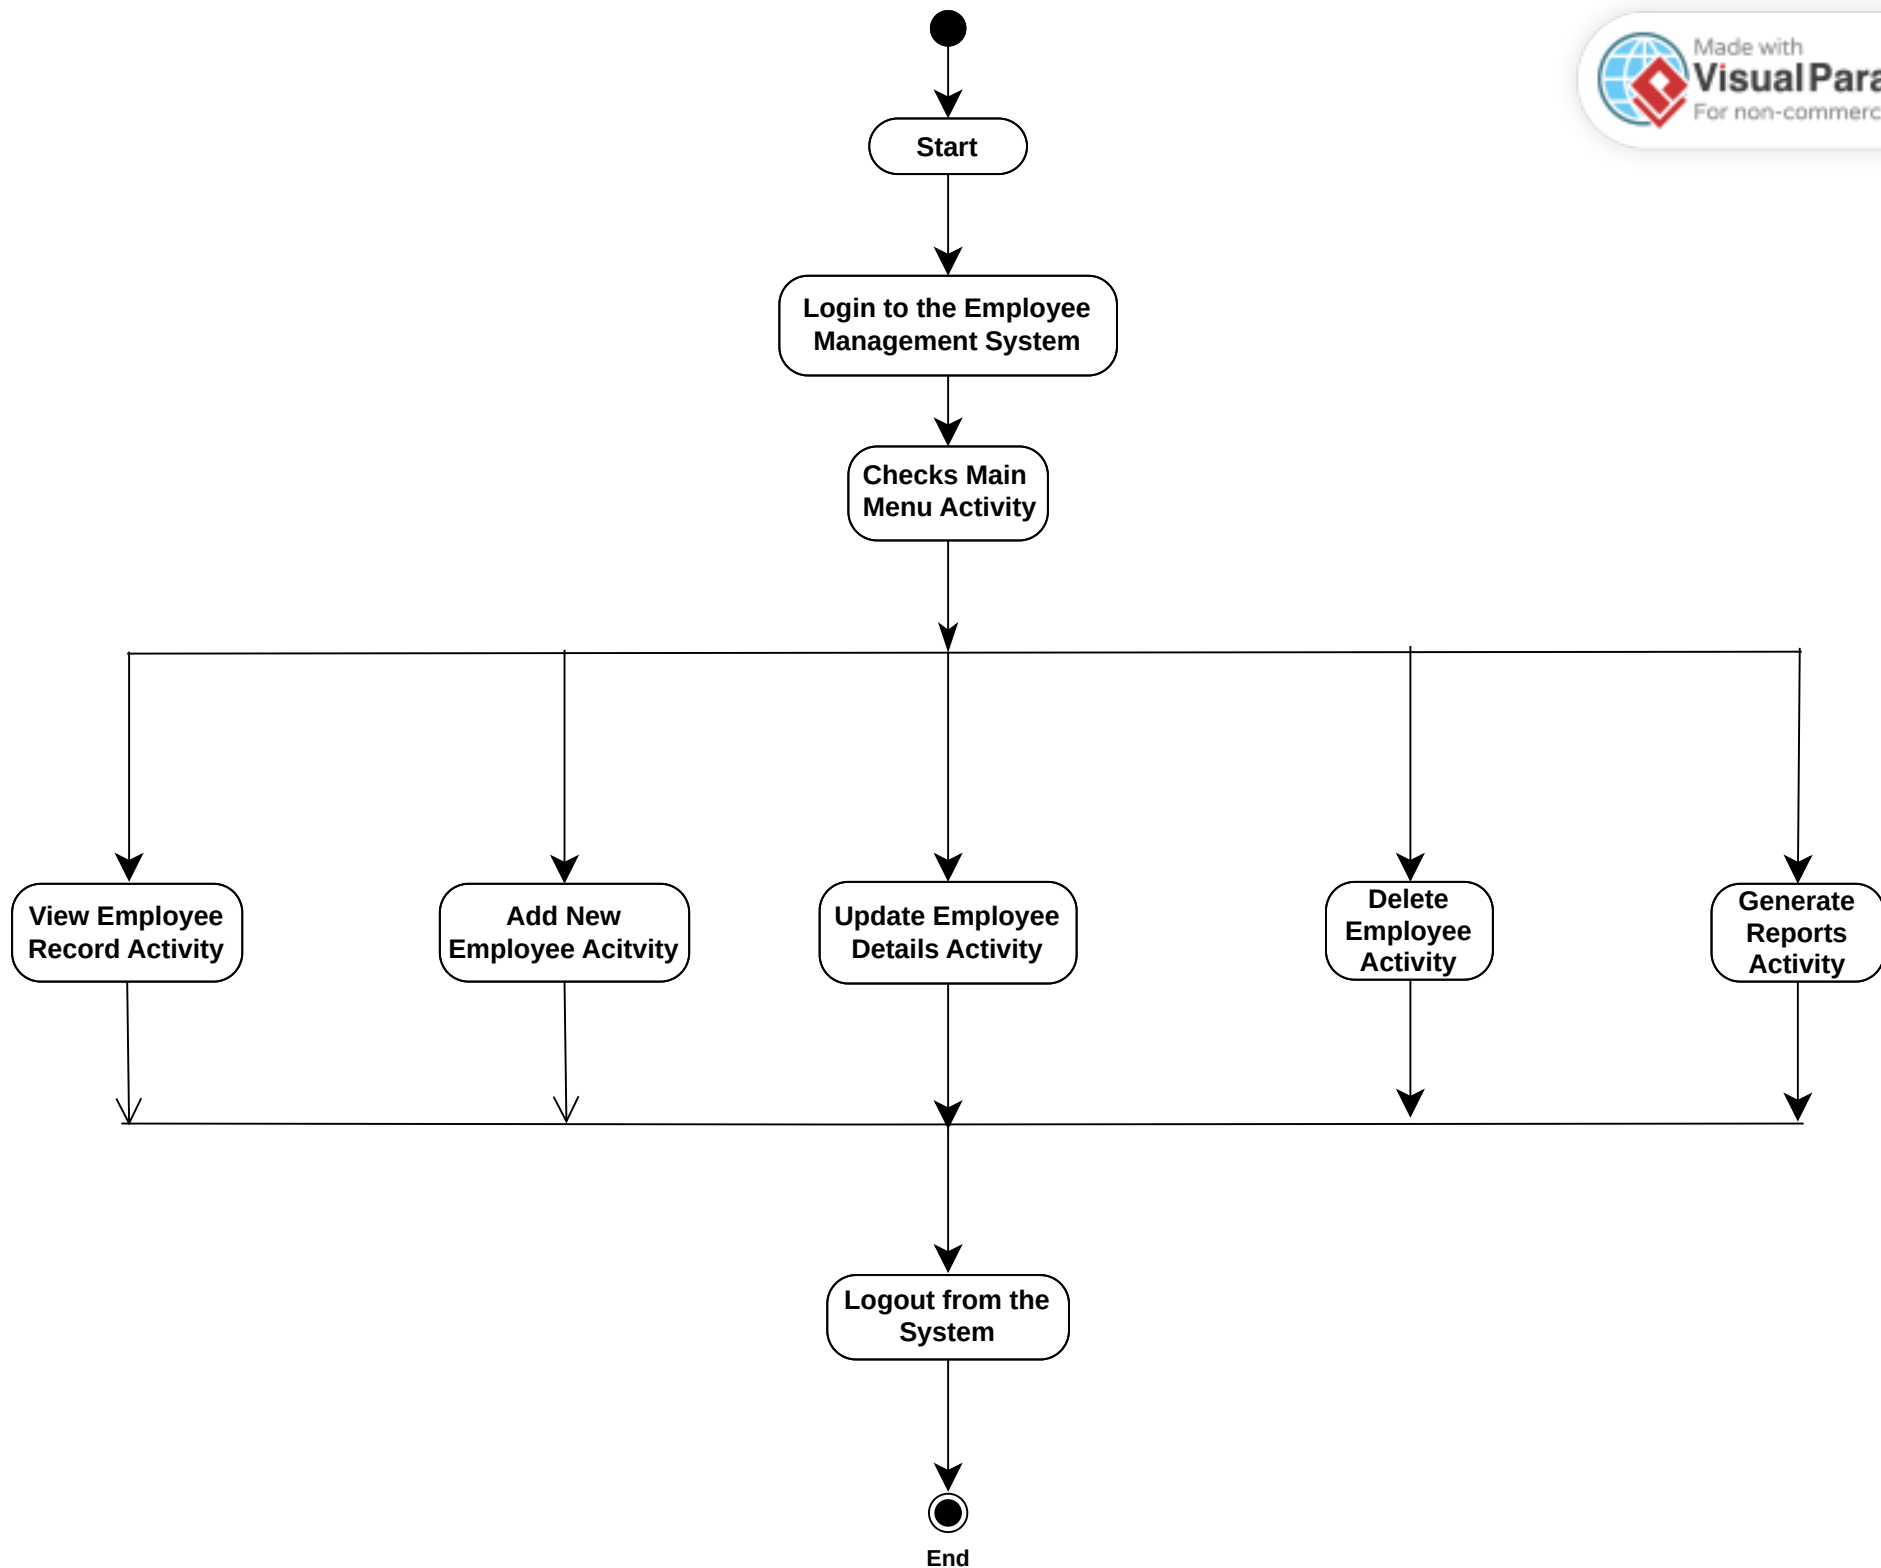 Made with
Visual Para
For non-commerc
Start
Login to the Employee
Management System
Checks Main
Menu Activity
View Employee
Record Activity
Add New
Employee Acitvity
Update Employee
Details Activity
Delete
Employee
Activity
Generate
Reports
Activity
Logout from the
System
End